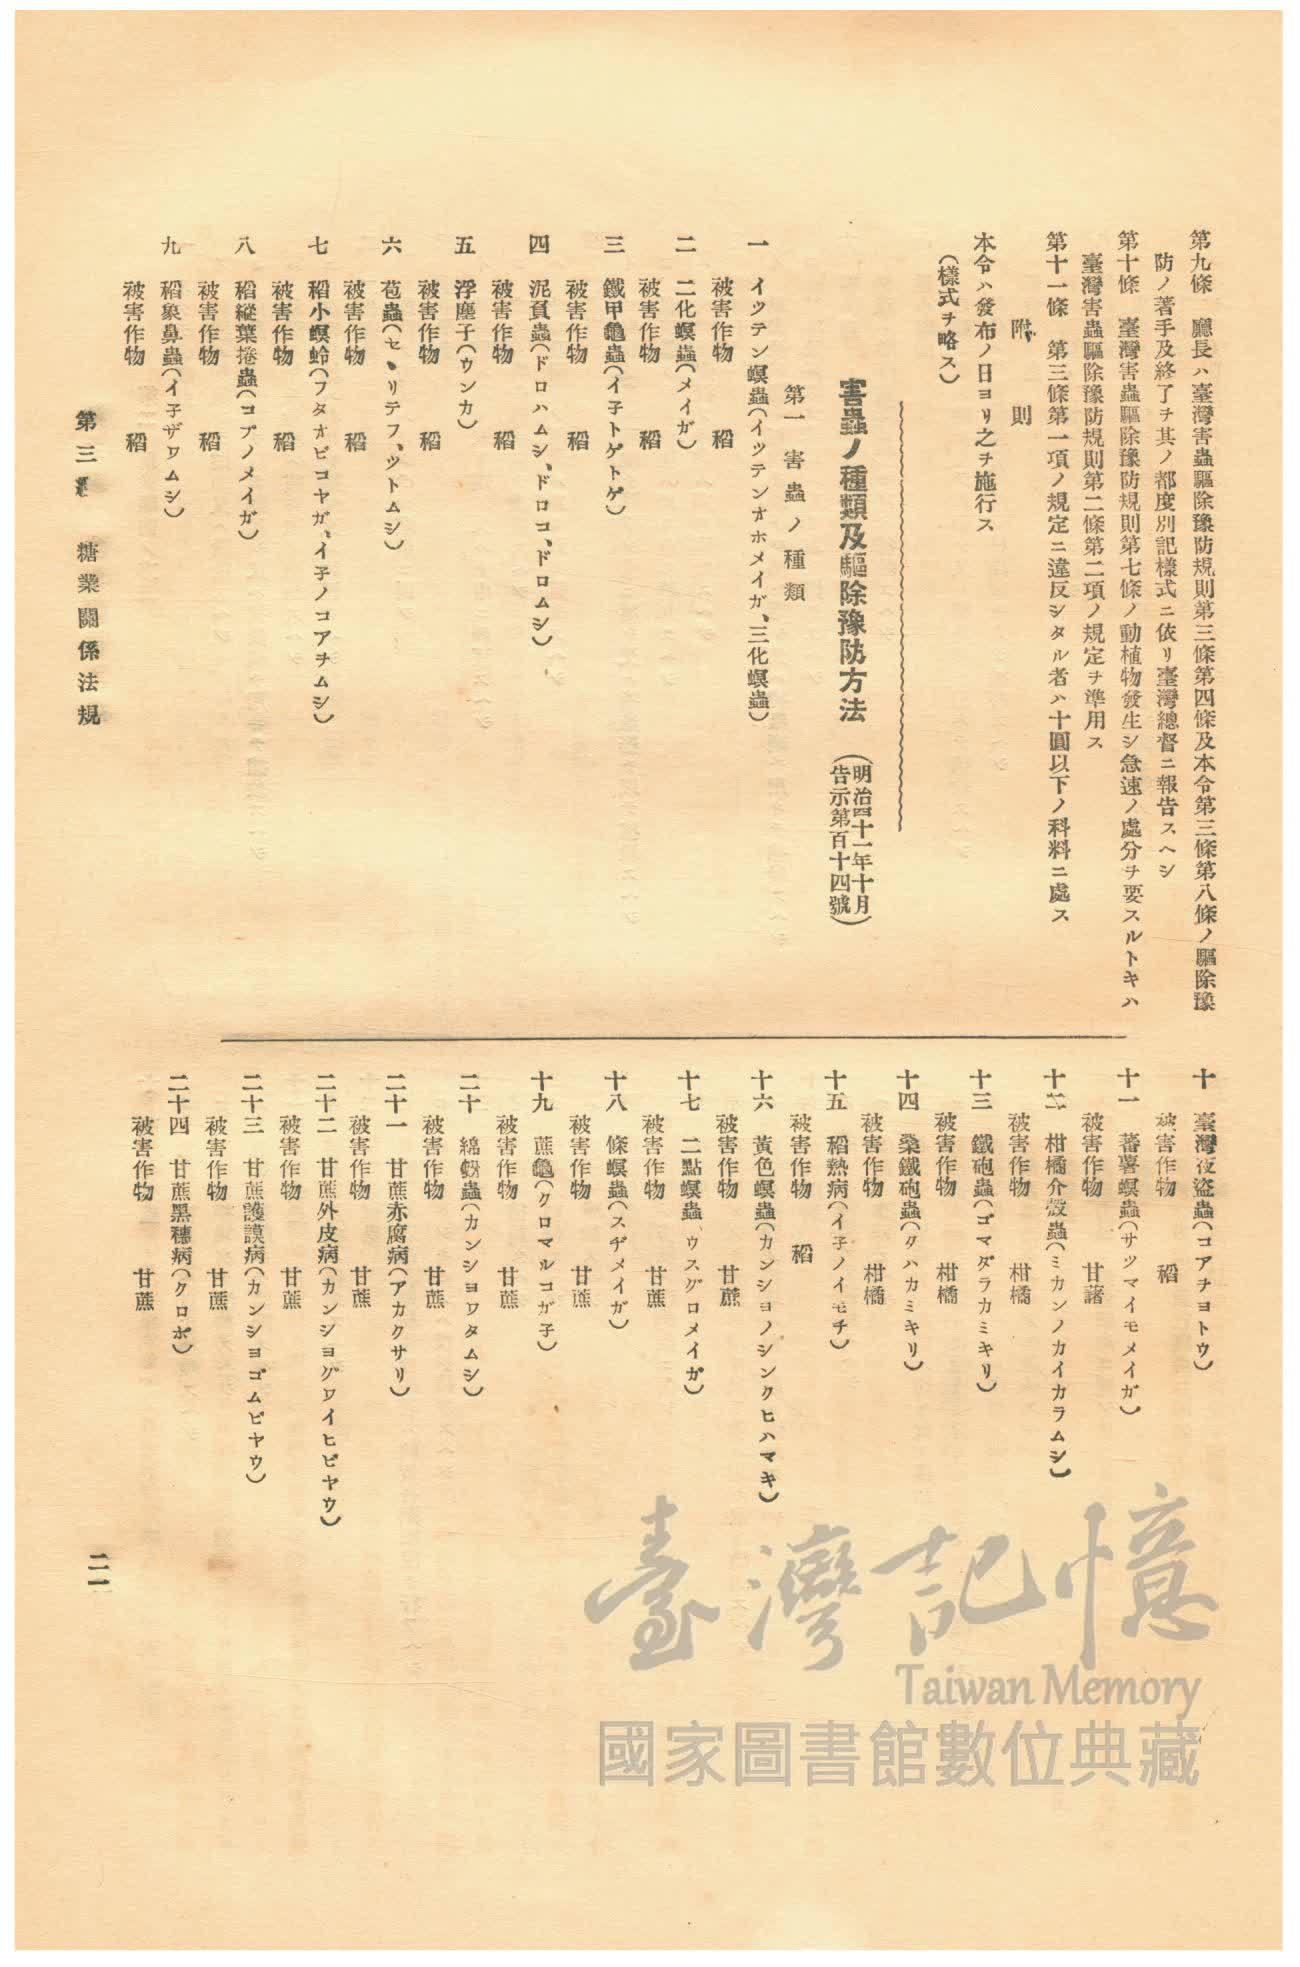 第九條　廳長ハ臺灣害蟲驅除豫防規則第三條第四條及本令第三條第八條ノ驅除豫
防ノ著手及終了ヲ其ノ都度別記樣式ニ依リ臺灣總督ニ報告スヘシ
第十條　臺灣害蟲驅除豫防規則第七條ノ動植物發生シ急速ノ處分ヲ要スルトキハ
臺灣害蟲驅除豫防規則第二條第二項ノ規定ヲ準用ス
第十一條　第三條第一項ノ規定ニ違反シタル者ハ十圓以下ノ科料ニ處ス
附則
本令ハ發布ノ日ヨリ之ヲ施行ス
（樣式ヲ略ス）
害蟲ノ種類及驅除豫防方法
（明治四十一年十月
告示第百十四號）
第一　害蟲ノ種類
一　イツテン螟蟲（イツテンオホメイガ、三化螟蟲）
被害作物　稻
二　二化螟蟲（メイガ）
被害作物　稻
三　鐵甲龜蟲（イネトゲトゲ）
被害作物　稻
四　泥負蟲（ドロハムシ、ドロコ、ドロムシ）
被害作物　稻
五　浮塵子（ウンカ）
被害作物　稻
六　苞蟲（セヽリテフ、ツトムシ）
被害作物　稻
七　稻小螟蛉（フタオビコヤガ、イネノコアヲムシ）
被害作物　稻
八　稻縱葉捲蟲（コブノメイガ）
被害作物　稻
九　稻象鼻蟲（イネザワムシ）
被害作物　稻
十　臺灣夜盜蟲（コアヲヨトウ）
被害作物　稻
十一　蕃薯螟蟲（サツマイモメイガ）
被害作物　甘藷
十二　柑橘介殼蟲（ミカンノカイカラムシ）
被害作物　柑橘
十三　鐵砲蟲（ゴマダラカミキリ）
被害作物　柑橘
十四　桑鐵砲蟲（クハカミキリ）
被害作物　柑橘
十五　稻熱病（イネノイモチ）
被害作物　稻
十六　黃色螟蟲（カンシヨノシンクヒハマキ）
被害作物　甘蔗
十七　二點螟蟲（ウスグロメイガ）
被害作物　甘蔗
十八　條螟蟲（スヂメイガ）
被害作物　甘蔗
十九　蔗龜（クロマルコガネ）
被害作物　甘蔗
二十　綿蚜蟲（カンシヨワタムシ）
被害作物　甘蔗
二十一　甘蔗赤腐病（アカクサリ）
被害作物　甘蔗
二十二　甘蔗外皮病（カンシヨグワイヒビヤウ）
被害作物　甘蔗
二十三　甘蔗護謨病（カンシヨゴムビヤウ）
被害作物　甘蔗
二十四　甘蔗黑穗病（クロボ）
被害作物　甘蔗
第三編　糖業關係法規
二一
臺灣記憶
Taiwan Memory
國家圖書館數位典藏